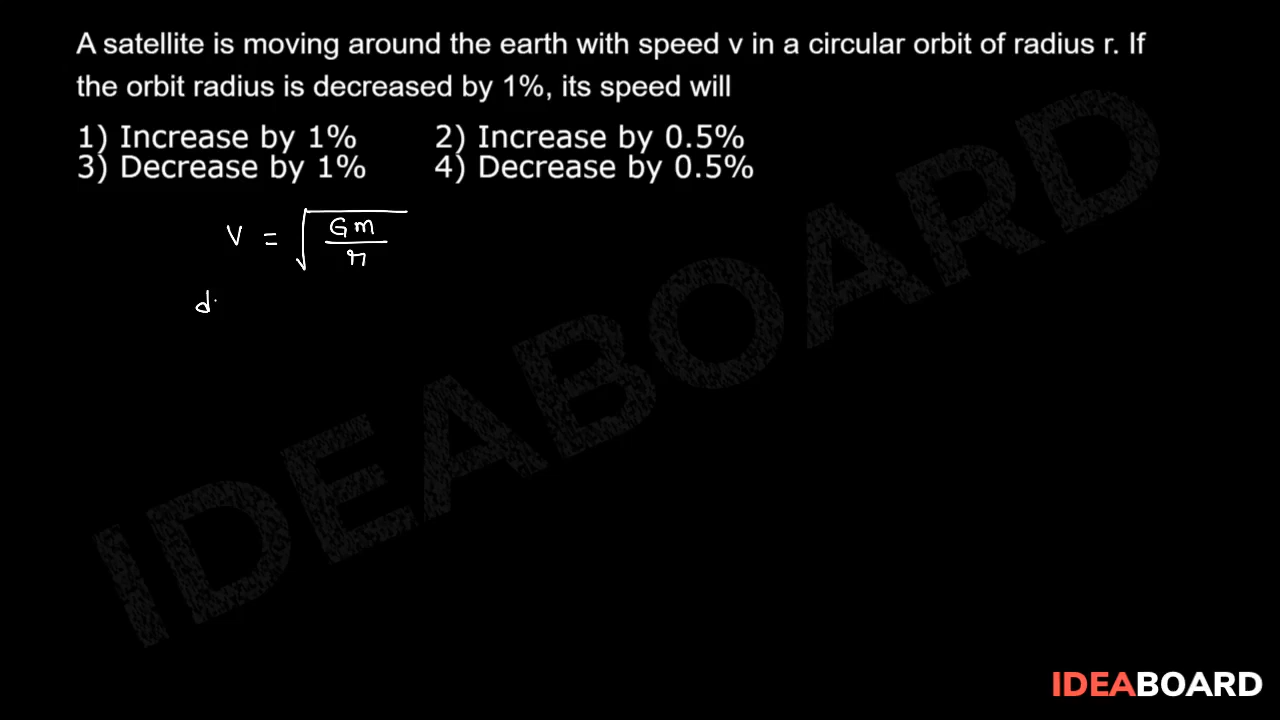 A satellite is moving around the earth with speed v in a circular orbit of radius r. If
the orbit radius is decreased by 1%, its speed will
1) Increase by 1% 2) Increase by 0.5%
3) Decrease by 1% 4) Decrease by 0.5%
V = √(Gm/r)
d
IDEABOARD
IDEABOARD